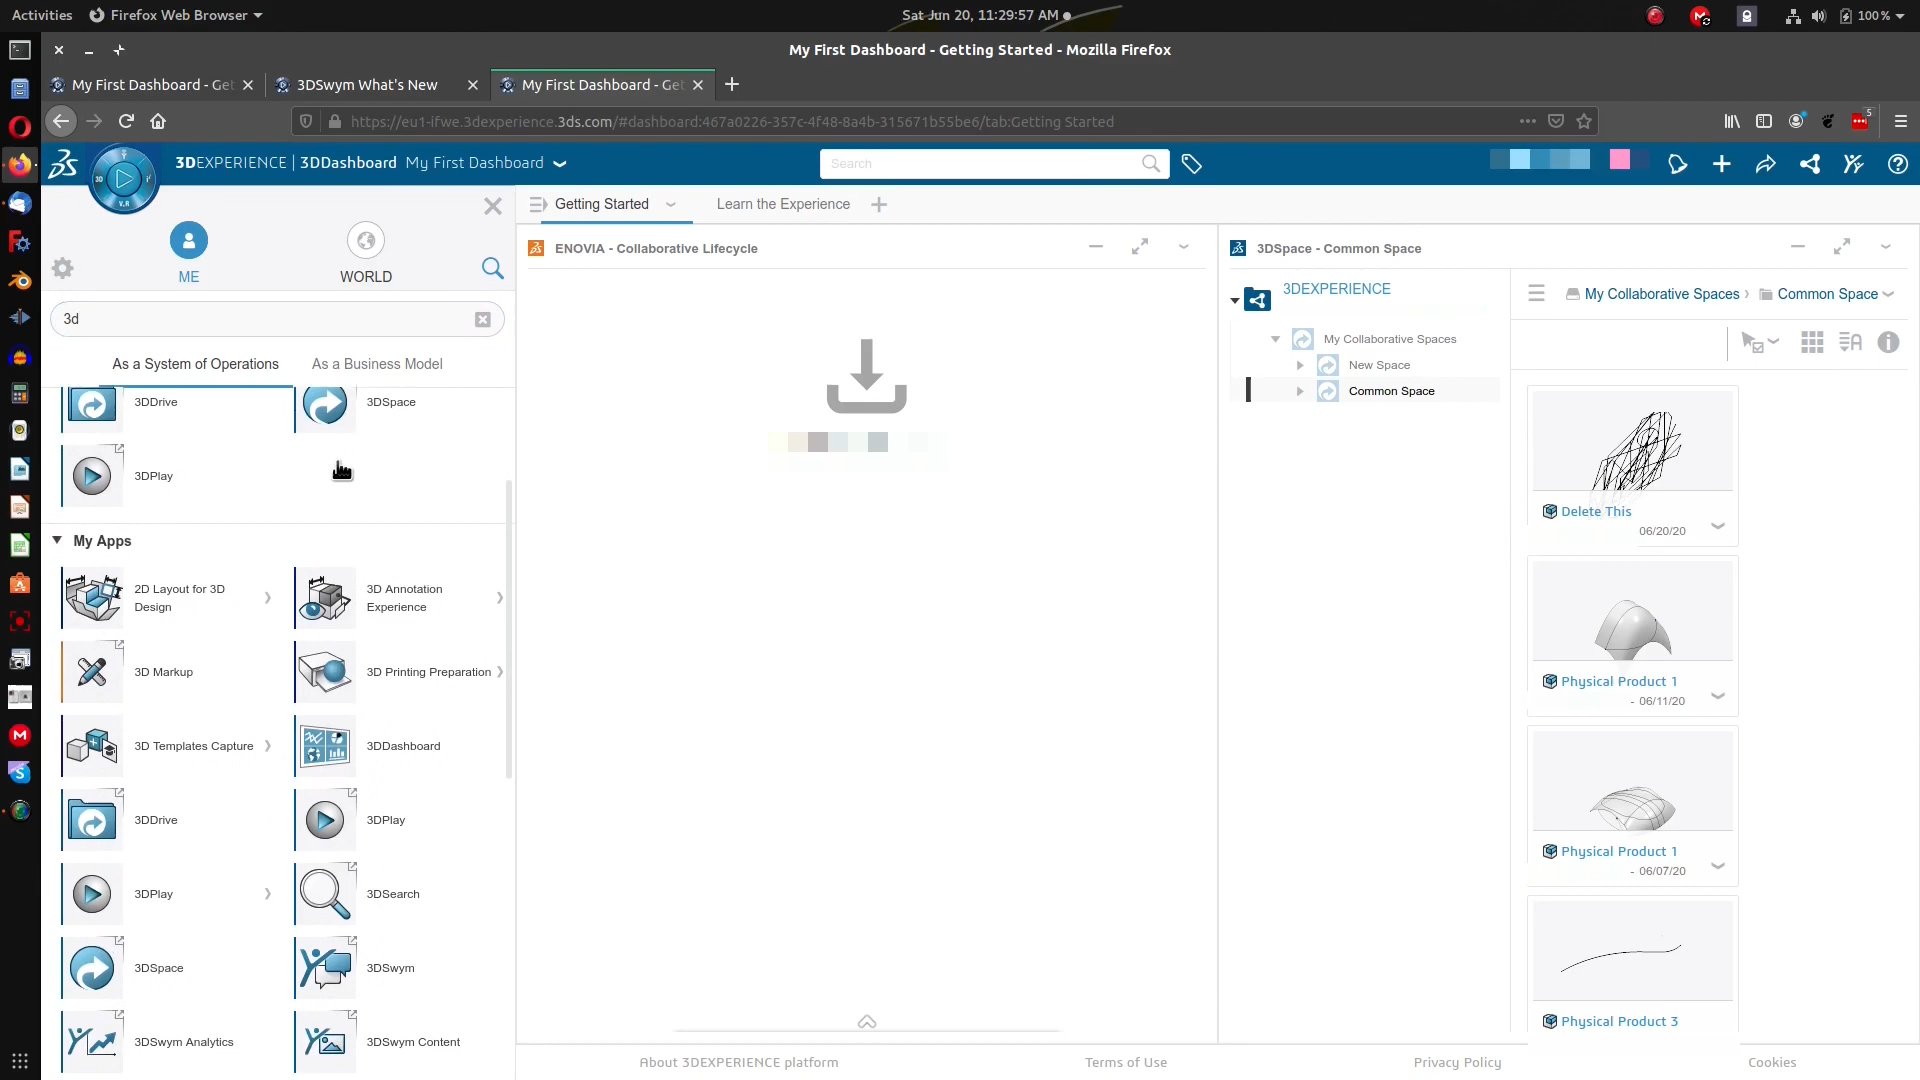 Activities
Firefox Web Browser
Sat Jun 20, 11:29:57 AM
100 %
My First Dashboard - Getting Started - Mozilla Firefox
My First Dashboard - Get
3DSwym What's New
My First Dashboard - Get
https://eu1-ifwe.3dexperience.3ds.com/#dashboard:467a0226-357c-4f48-8a4b-315671b55be6/tab:Getting Started
5
3DEXPERIENCE | 3DDashboard My First Dashboard
Search
3D
V.R
ME
WORLD
Getting Started
Learn the Experience
3d
As a System of Operations
As a Business Model
3DDrive
3DSpace
3DPlay
My Apps
2D Layout for 3D
Design
3D Annotation
Experience
3D Markup
3D Printing Preparation
3D Templates Capture
3DDashboard
3DDrive
3DPlay
3DPlay
3DSearch
3DSpace
3DSwym
3DSwym Analytics
3DSwym Content
ENOVIA - Collaborative Lifecycle
3DSpace - Common Space
3DEXPERIENCE
My Collaborative Spaces
New Space
Common Space
My Collaborative Spaces › Common Space
Delete This
06/20/20
Physical Product 1
- 06/11/20
Physical Product 1
- 06/07/20
Physical Product 3
About 3DEXPERIENCE platform
Terms of Use
Privacy Policy
Cookies